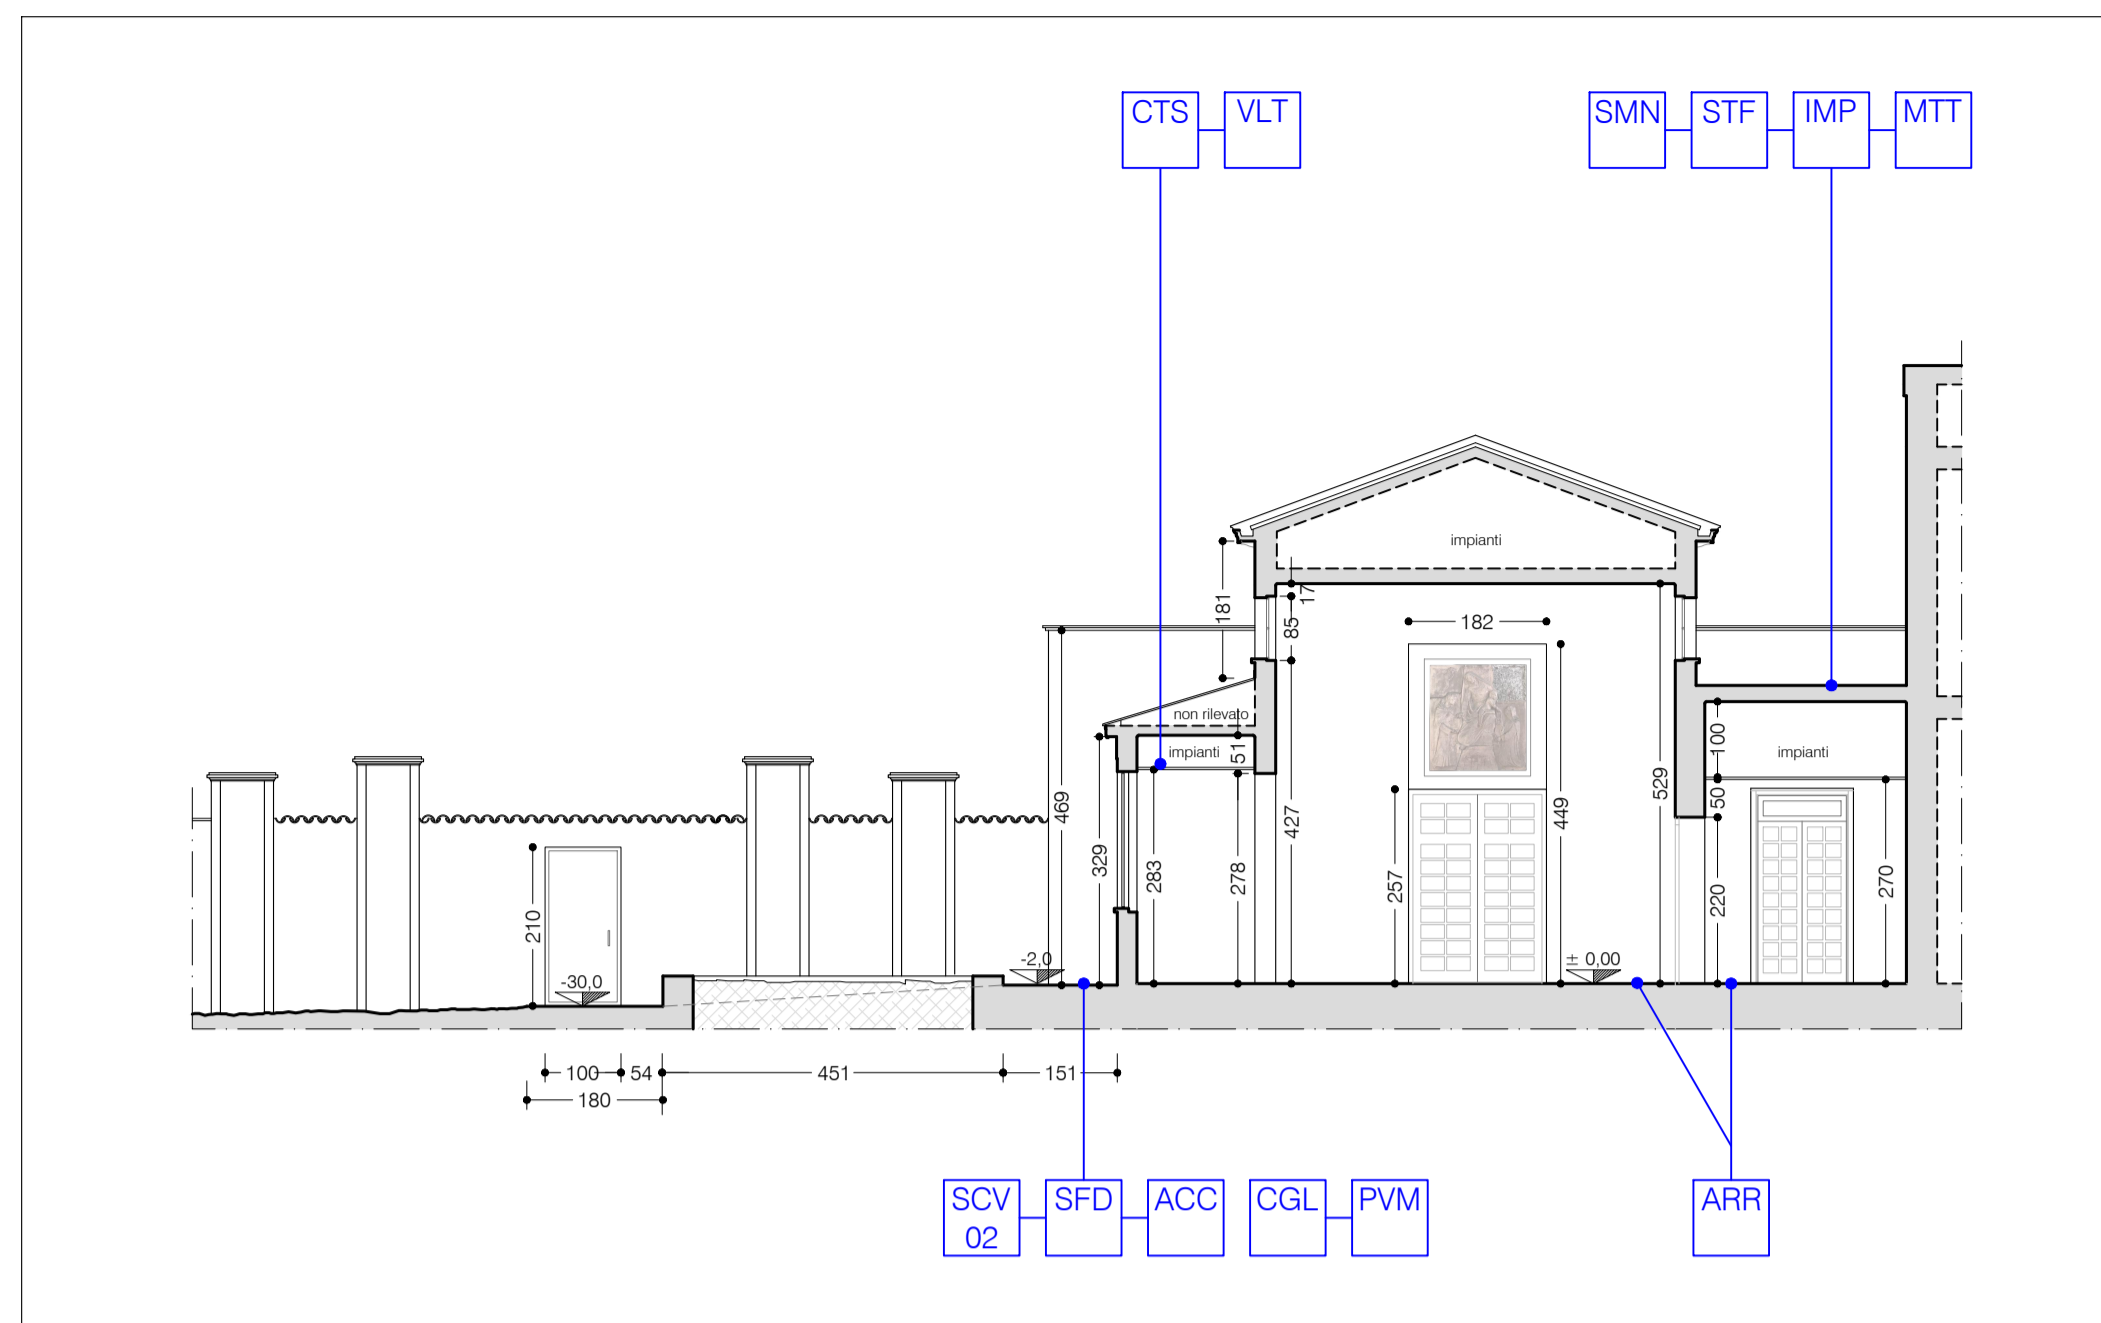 CTS VLT
SMN STF IMP MTT
impianti
17
181
85
182
non rilevato
51
impianti
100
impianti
50
469
329
283
278
427
257
449
529
220
270
210
-30,0
-2,0
± 0,00
100 54 451 151
180
SCV
02
SFD ACC CGL PVM ARR